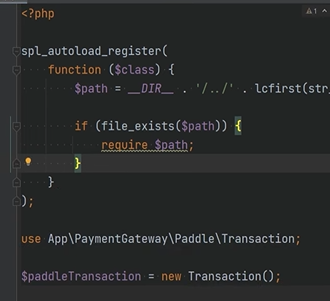 <?php
1
spl_autoload_register(
function ($class) {
$path = __DIR__ . '/../' . lcfirst(str_
if (file_exists($path)) {
require $path;
}
}
);
use App\PaymentGateway\Paddle\Transaction;
$paddleTransaction = new Transaction();